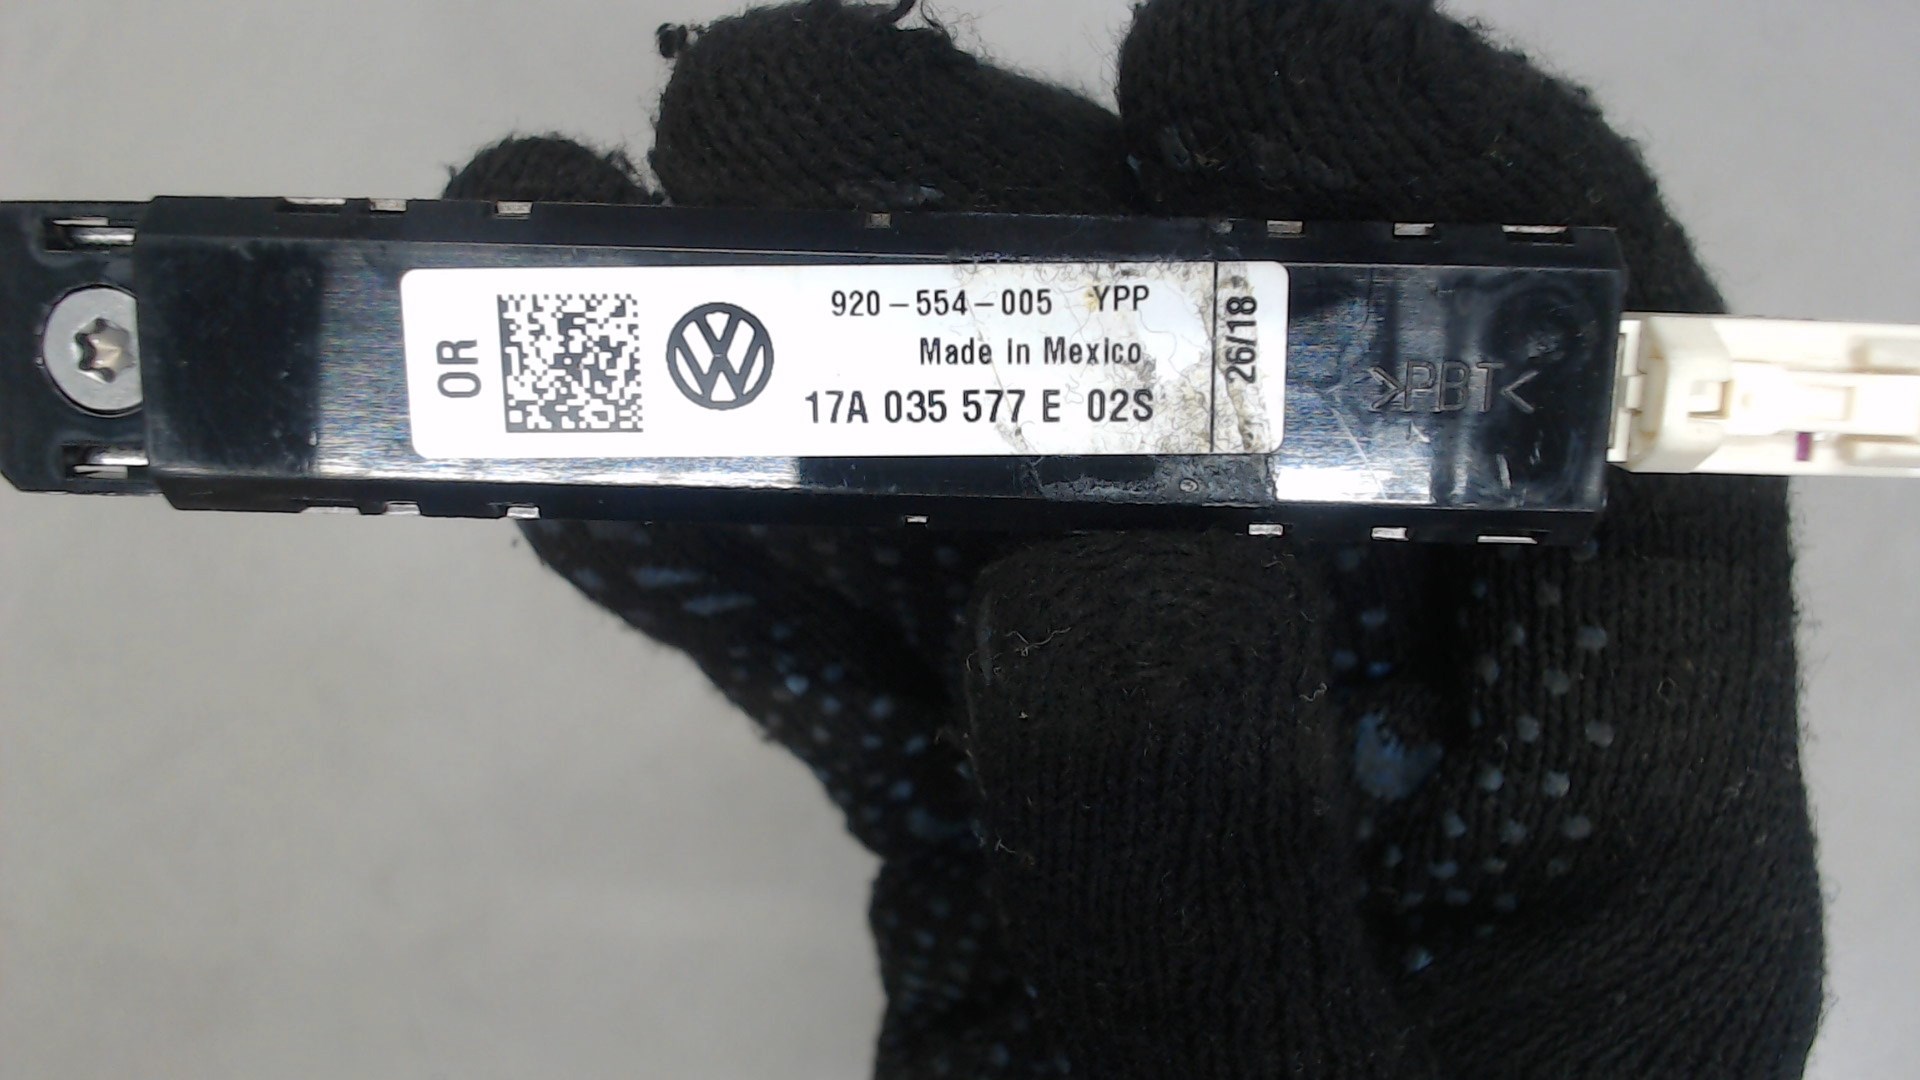 OR
920-554-005 YPP
Made In Mexico
17A 035 577 E 02S
26/18
>PBT<